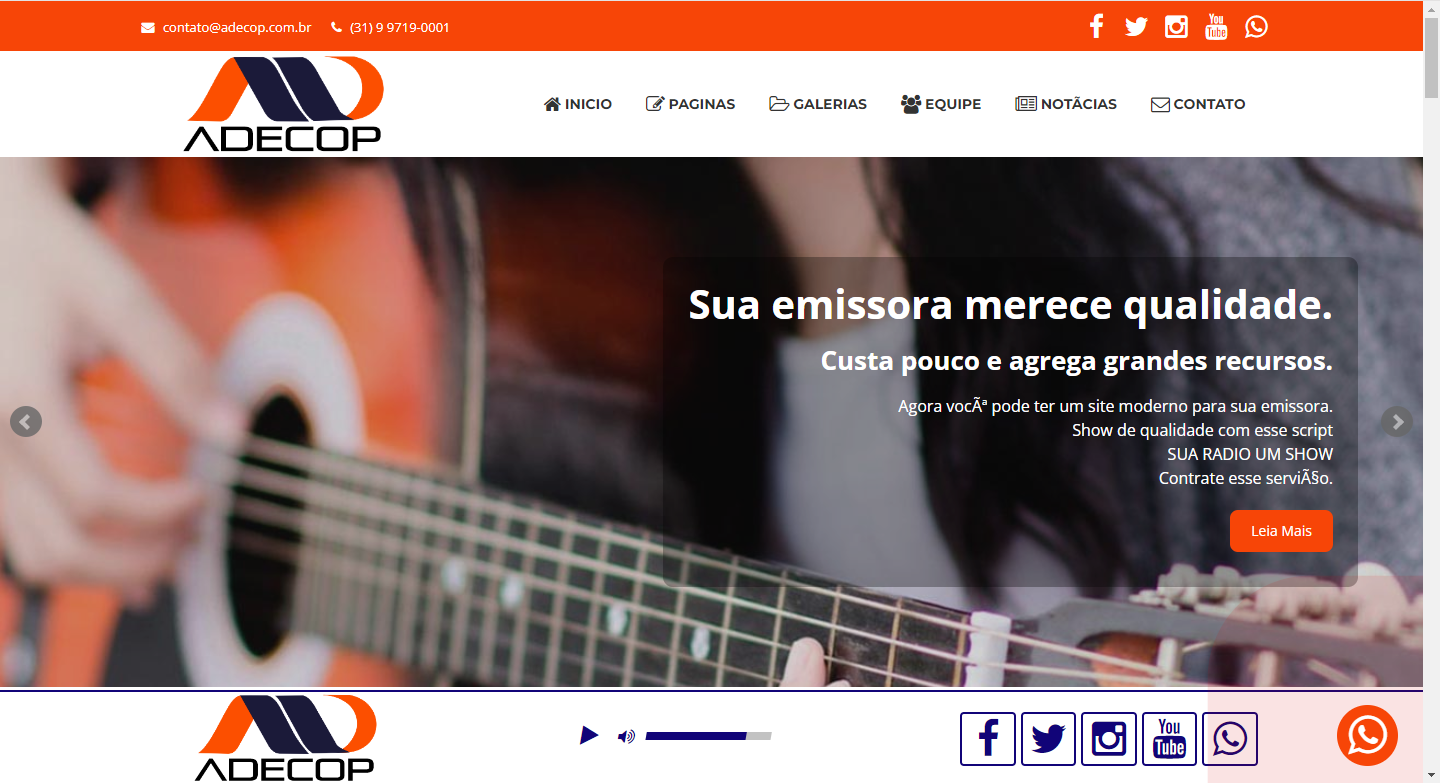 contato@adecop.com.br (31) 9 9719-0001
You
Tube
ADECOP
INICIO PAGINAS GALERIAS EQUIPE NOTÃCIAS CONTATO
Sua emissora merece qualidade.
Custa pouco e agrega grandes recursos.
Agora vocÃª pode ter um site moderno para sua emissora.
Show de qualidade com esse script
SUA RADIO UM SHOW
Contrate esse serviÃ§o.
Leia Mais
ADECOP
You
Tube